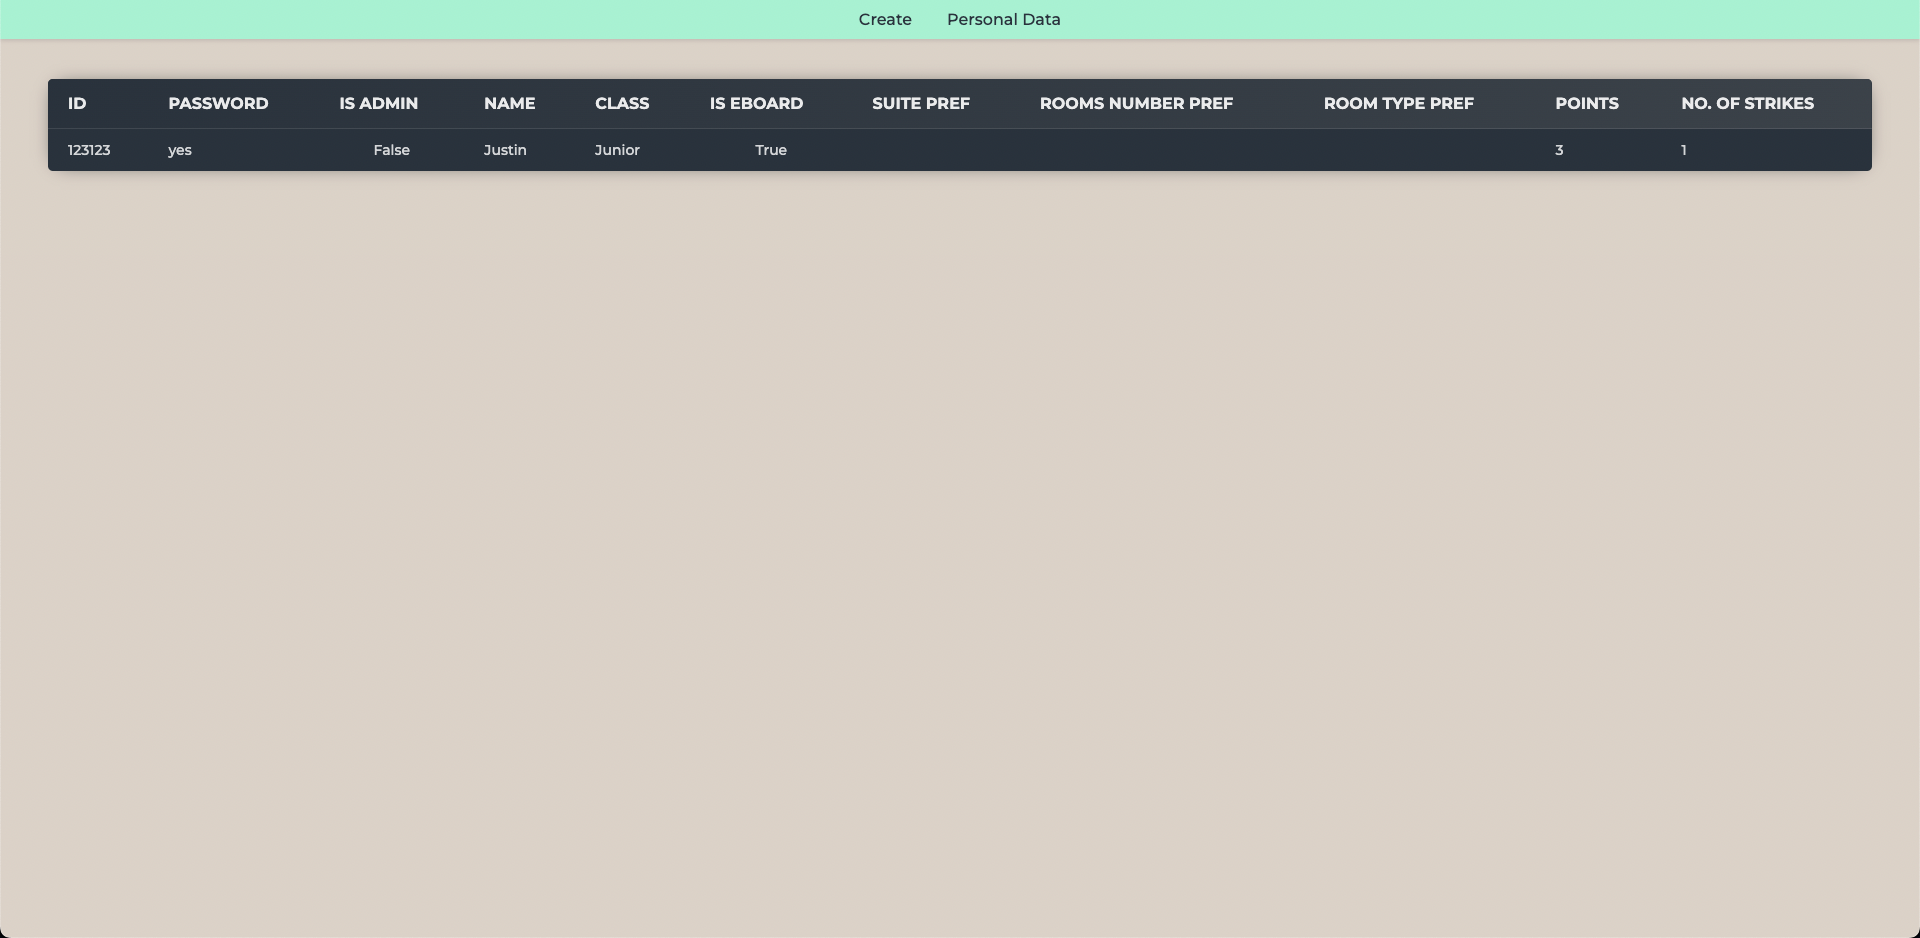 Create Personal Data
ID PASSWORD IS ADMIN NAME CLASS IS EBOARD SUITE PREF ROOMS NUMBER PREF ROOM TYPE PREF POINTS NO. OF STRIKES
123123 yes False Justin Junior True 3 1